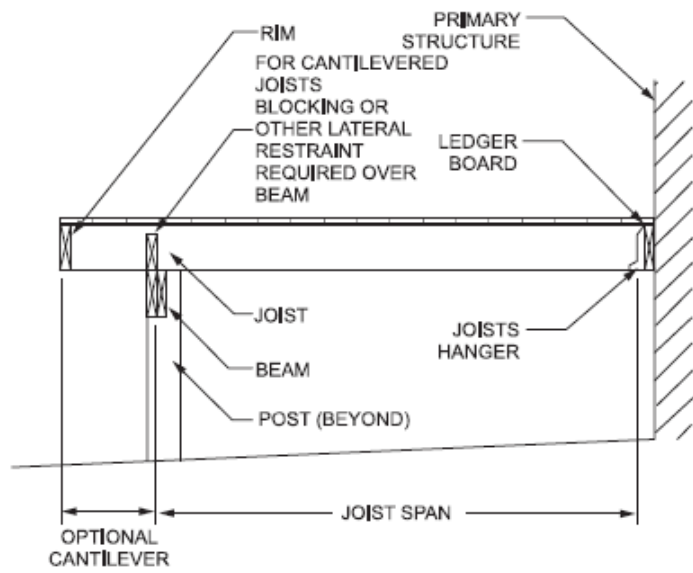 RIM
FOR CANTILEVERED
JOISTS
BLOCKING OR
OTHER LATERAL
RESTRAINT
REQUIRED OVER
BEAM
PRIMARY
STRUCTURE
LEDGER
BOARD
JOIST
BEAM
POST (BEYOND)
JOISTS
HANGER
JOIST SPAN
OPTIONAL
CANTILEVER